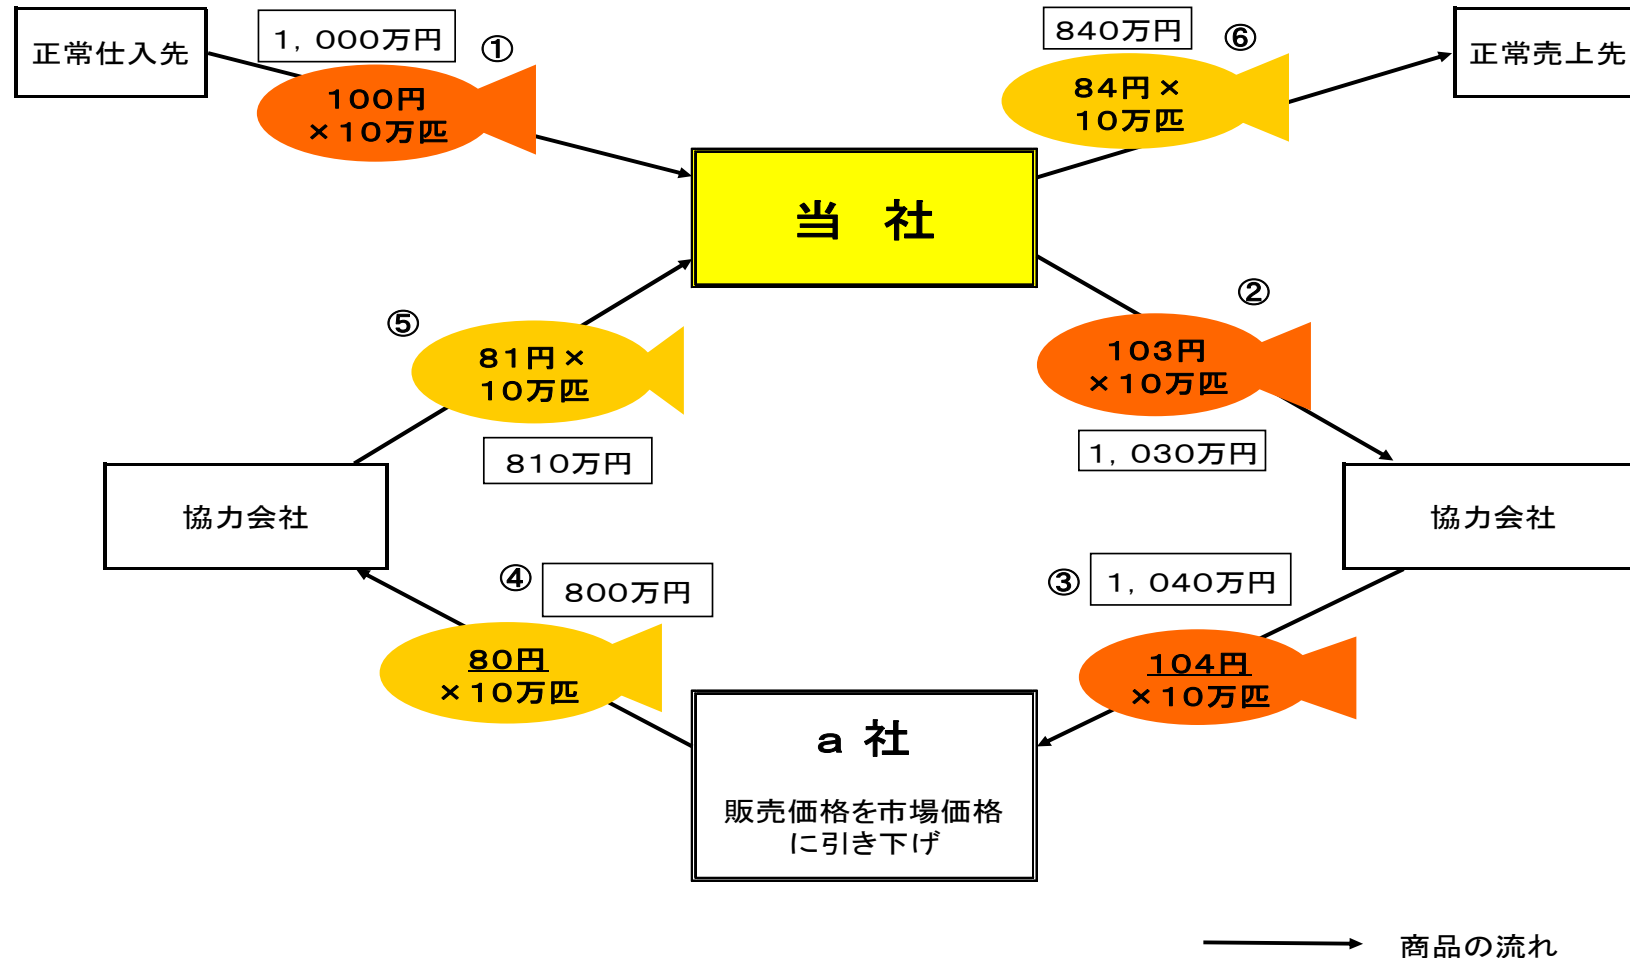 正常仕入先
1，000万円
①
100円
×10万匹
840万円
⑥
84円×
10万匹
正常売上先
当　社
⑤
81円×
10万匹
810万円
②
103円
×10万匹
1，030万円
協力会社
協力会社
④
800万円
80円
×10万匹
③
1，040万円
104円
×10万匹
a 社
販売価格を市場価格
に引き下げ
商品の流れ